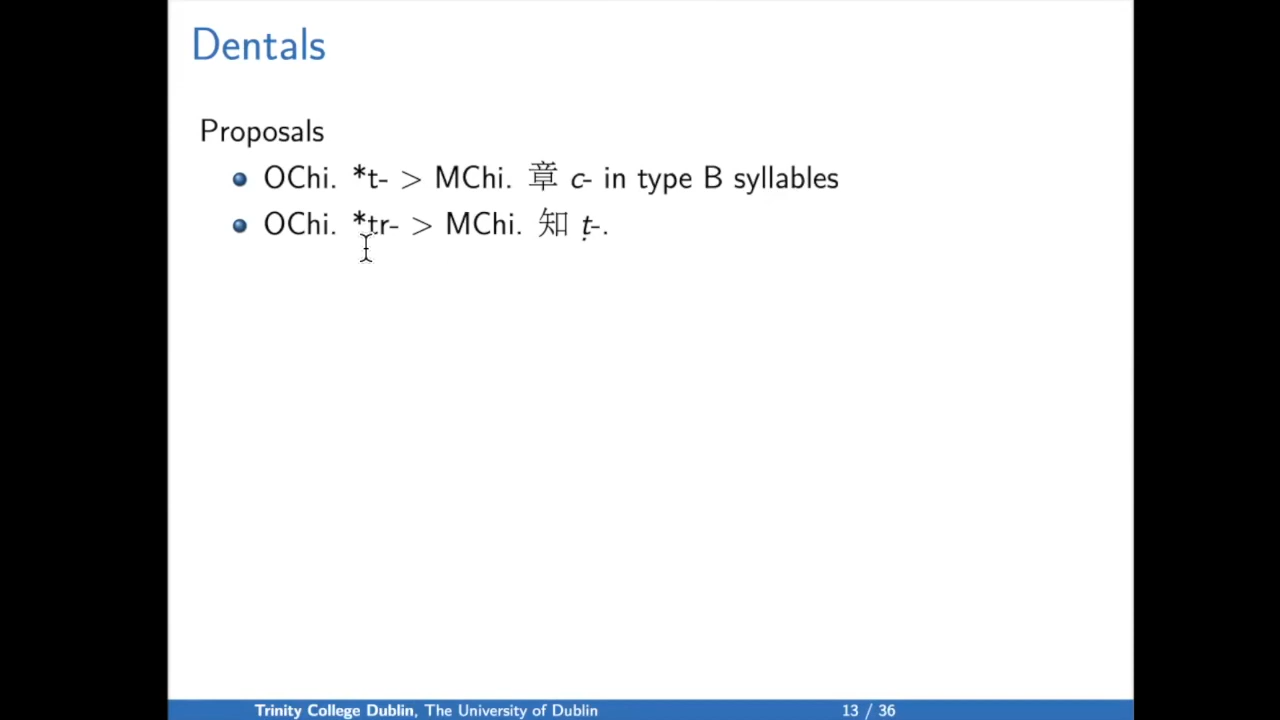 Dentals
Proposals
OChi. *t- > MChi. 章 c- in type B syllables
OChi. *tr- > MChi. 知 ṭ-.
Trinity College Dublin, The University of Dublin 13 / 36